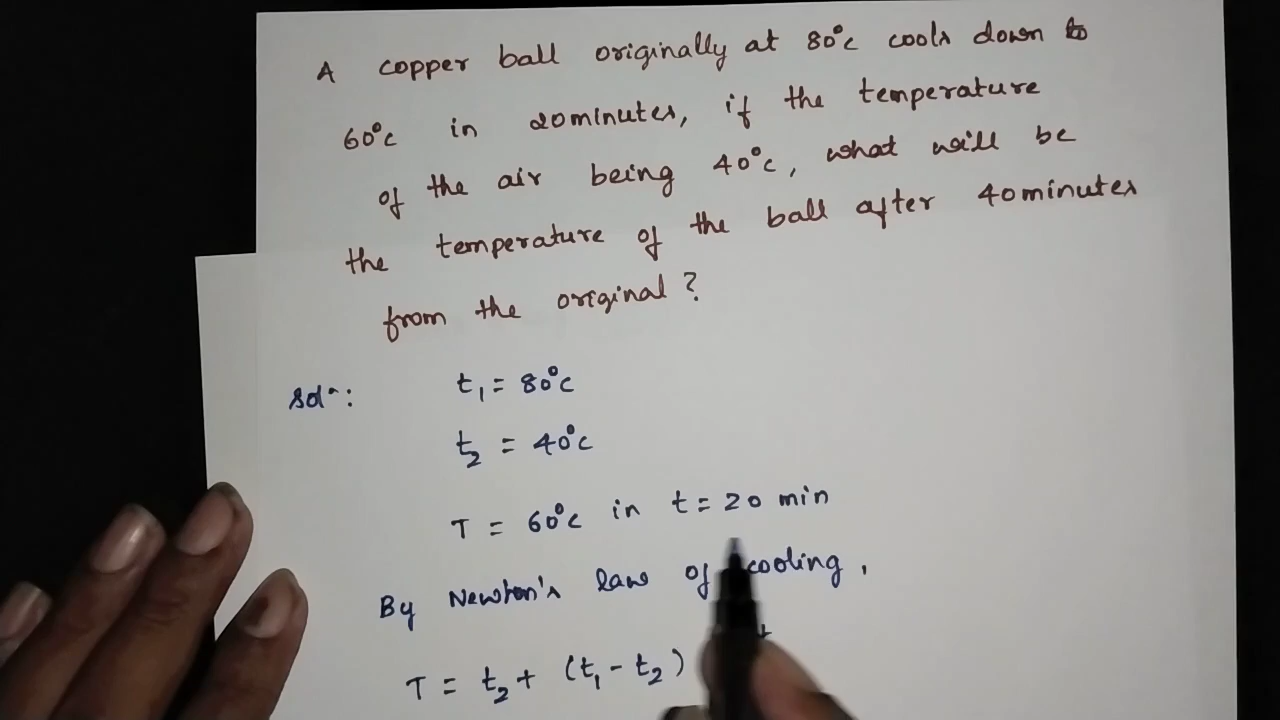 A copper ball originally at 80°c cools down to
60°c in 20minutes, if the temperature
of the air being 40°c, what will be
the temperature of the ball after 40minutes
from the original?
Soln: t₁ = 80°c
t₂ = 40°c
T = 60°c in t = 20 min
By Newton's law of cooling,
T = t₂ + (t₁ - t₂)